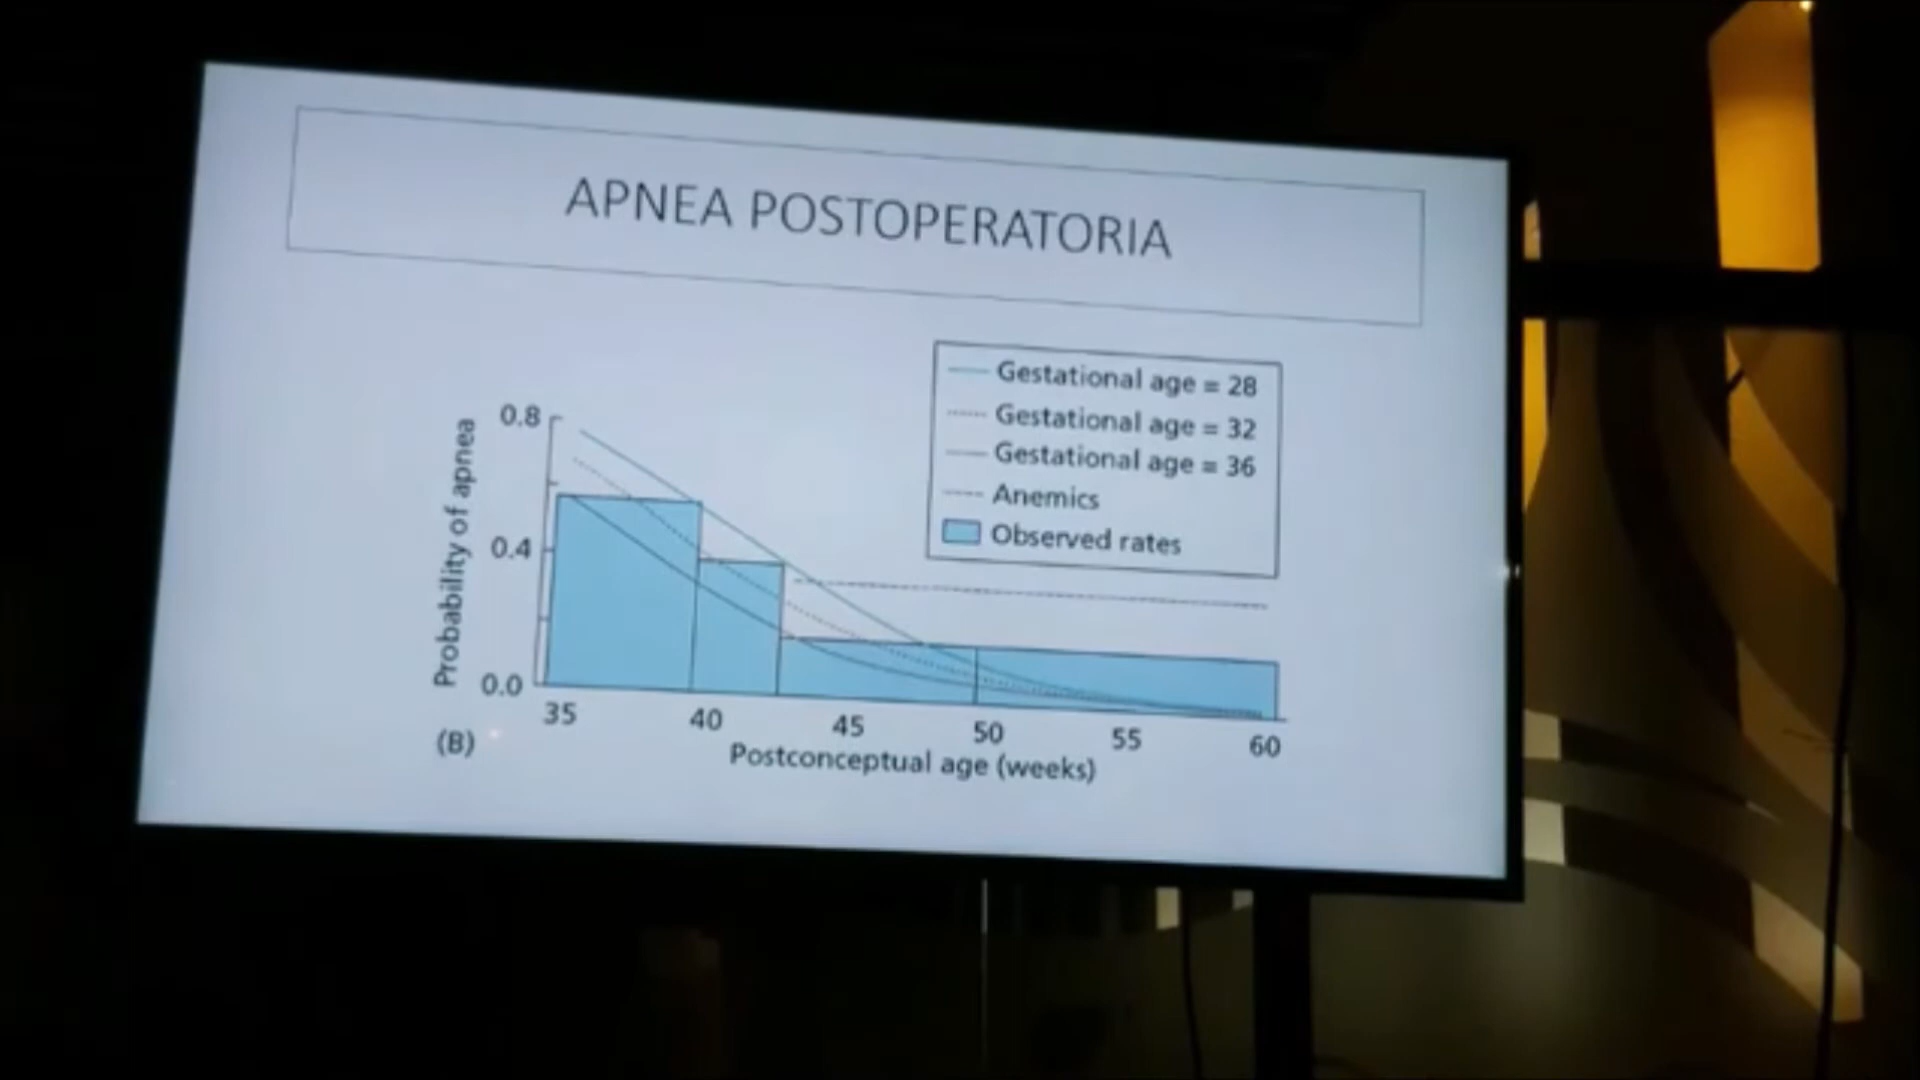 APNEA POSTOPERATORIA
Gestational age = 28
Gestational age = 32
Gestational age = 36
Anemics
Observed rates
Probability of apnea
0.8
0.4
0.0
35 40 45 50 55 60
Postconceptual age (weeks)
(B)